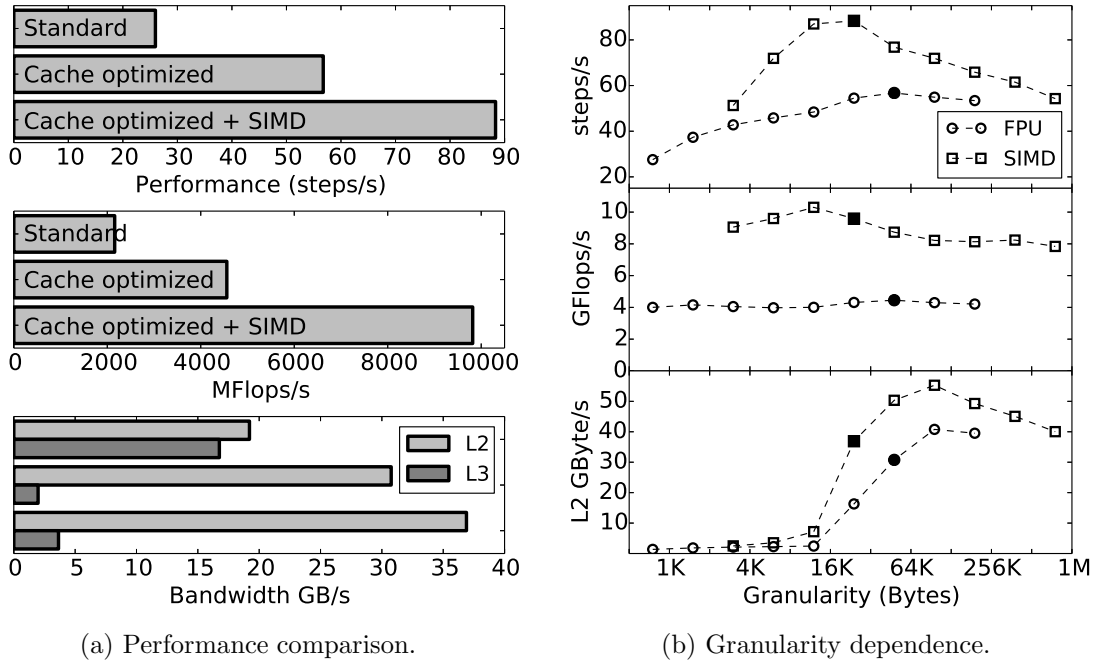 Standard
Cache optimized
Cache optimized + SIMD
0 10 20 30 40 50 60 70 80 90
Performance (steps/s)
Standard
Cache optimized
Cache optimized + SIMD
0 2000 4000 6000 8000 10000
MFlops/s
L2
L3
0 5 10 15 20 25 30 35 40
Bandwidth GB/s
(a) Performance comparison.
80
60
40
20
steps/s
FPU
SIMD
10
8
6
4
2
0
GFlops/s
50
40
30
20
10
L2 GByte/s
1K 4K 16K 64K 256K 1M
Granularity (Bytes)
(b) Granularity dependence.